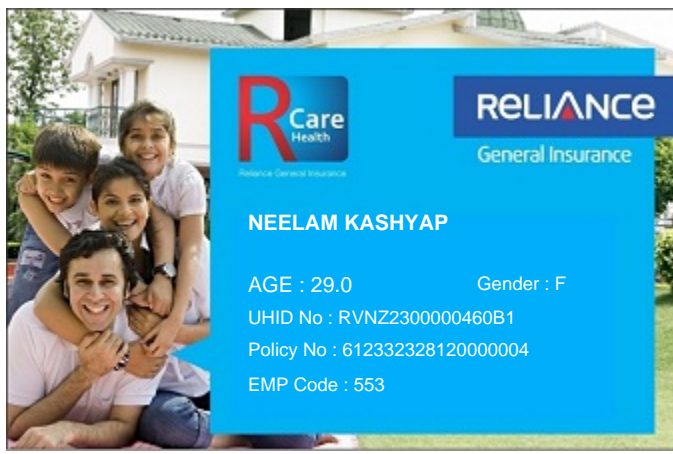 RCare
Health
Reliance General Insurance
RELIANCE
General Insurance
NEELAM KASHYAP
AGE : 29.0
Gender : F
UHID No : RVNZ2300000460B1
Policy No : 612332328120000004
EMP Code : 553